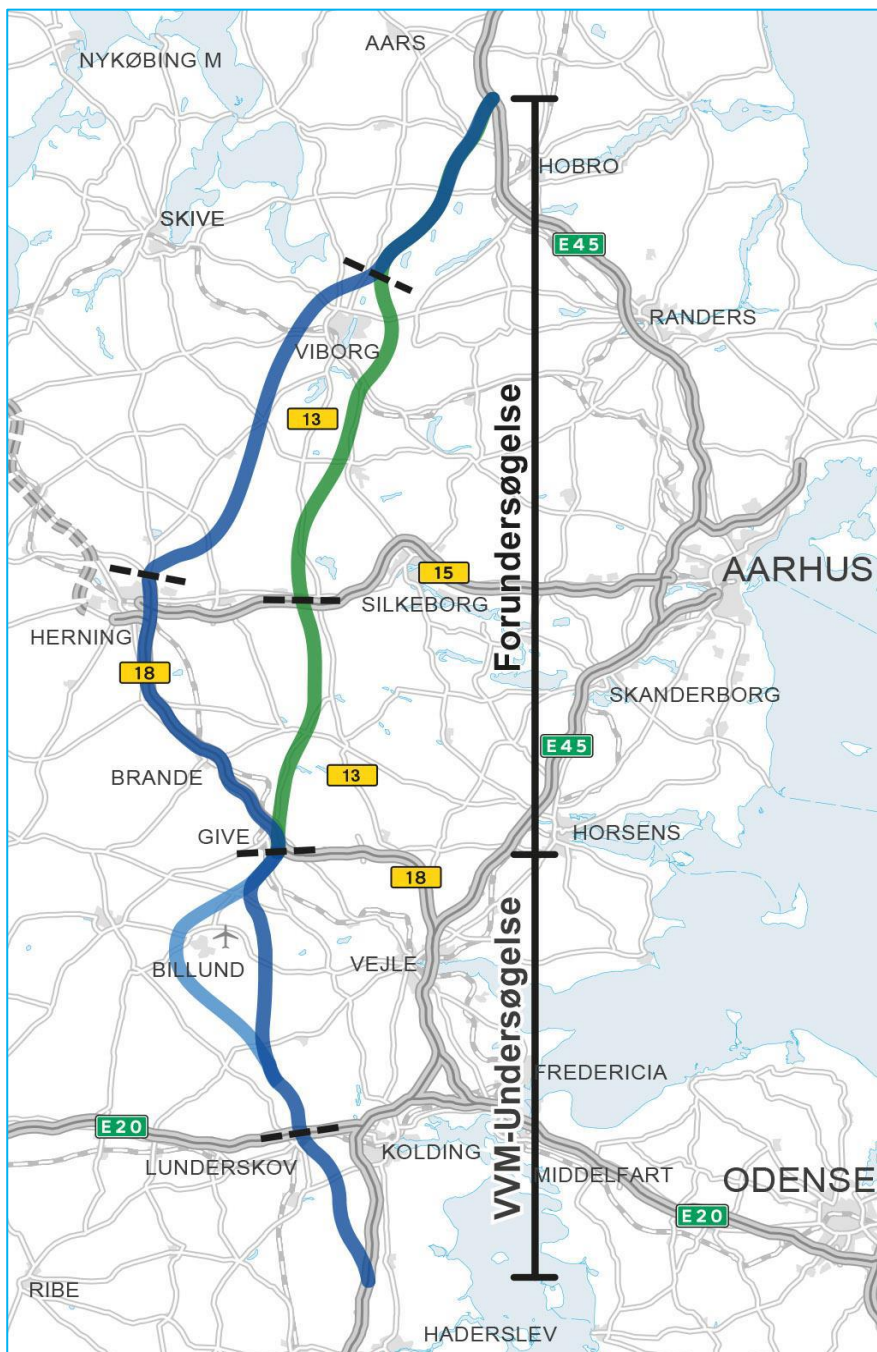 AARS
NYKØBING M
HOBRO
SKIVE
E45
RANDERS
VIBORG
13
Forundersøgelse
AARHUS
15
SILKEBORG
HERNING
18
SKANDERBORG
E45
BRANDE
13
GIVE
HORSENS
18
VVM-Undersøgelse
BILLUND
VEJLE
FREDERICIA
E20
KOLDING
LUNDERSKOV
MIDDELFART
ODENSE
E20
RIBE
HADERSLEV